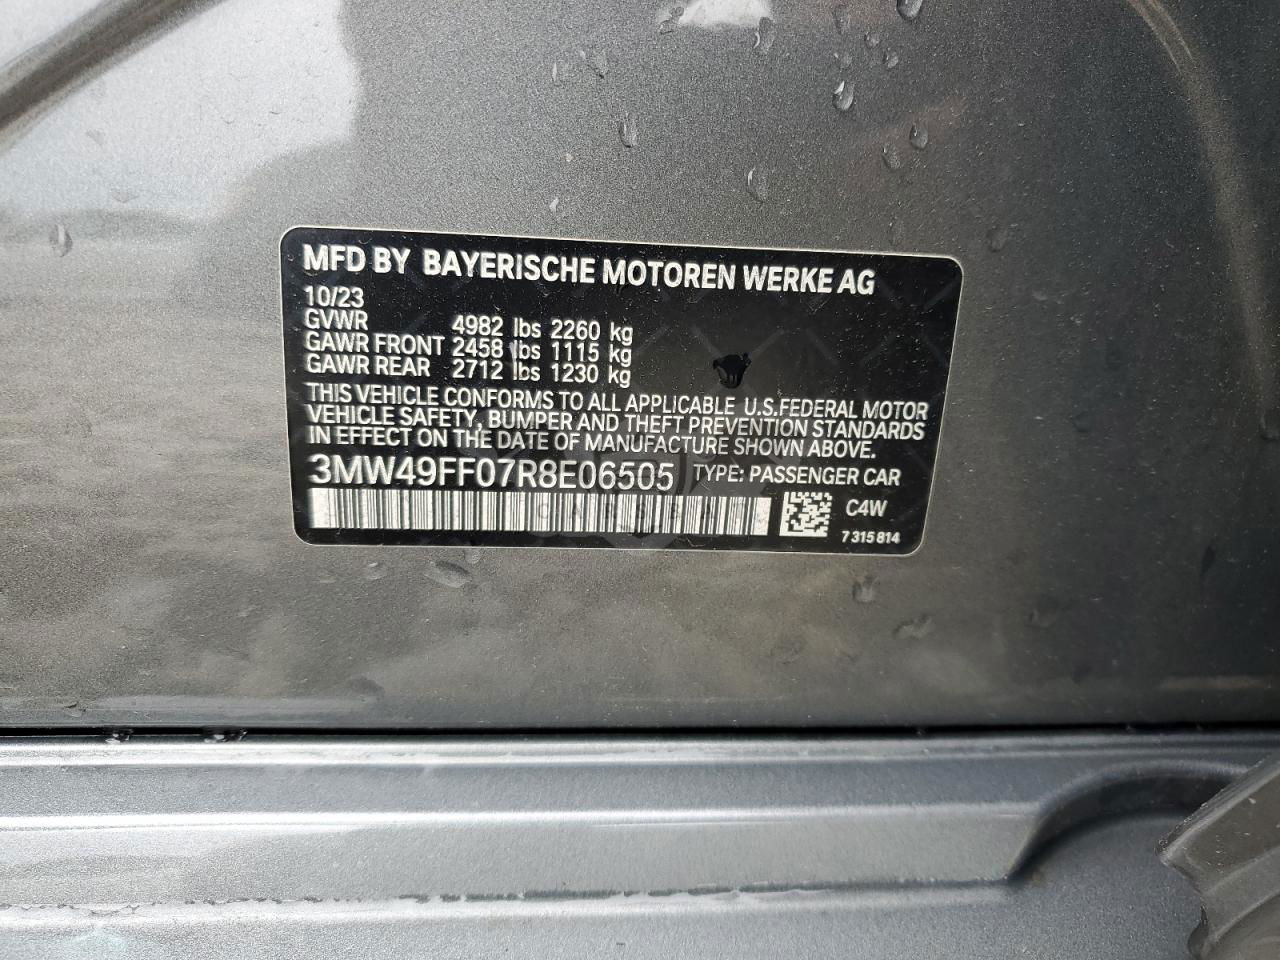 MFD BY BAYERISCHE MOTOREN WERKE AG
10/23
GVWR 4982 lbs 2260 kg
GAWR FRONT 2458 lbs 1115 kg
GAWR REAR 2712 lbs 1230 kg
THIS VEHICLE CONFORMS TO ALL APPLICABLE U.S.FEDERAL MOTOR
VEHICLE SAFETY, BUMPER AND THEFT PREVENTION STANDARDS
IN EFFECT ON THE DATE OF MANUFACTURE SHOWN ABOVE.
3MW49FF07R8E06505 TYPE: PASSENGER CAR
C4W
7 315 814